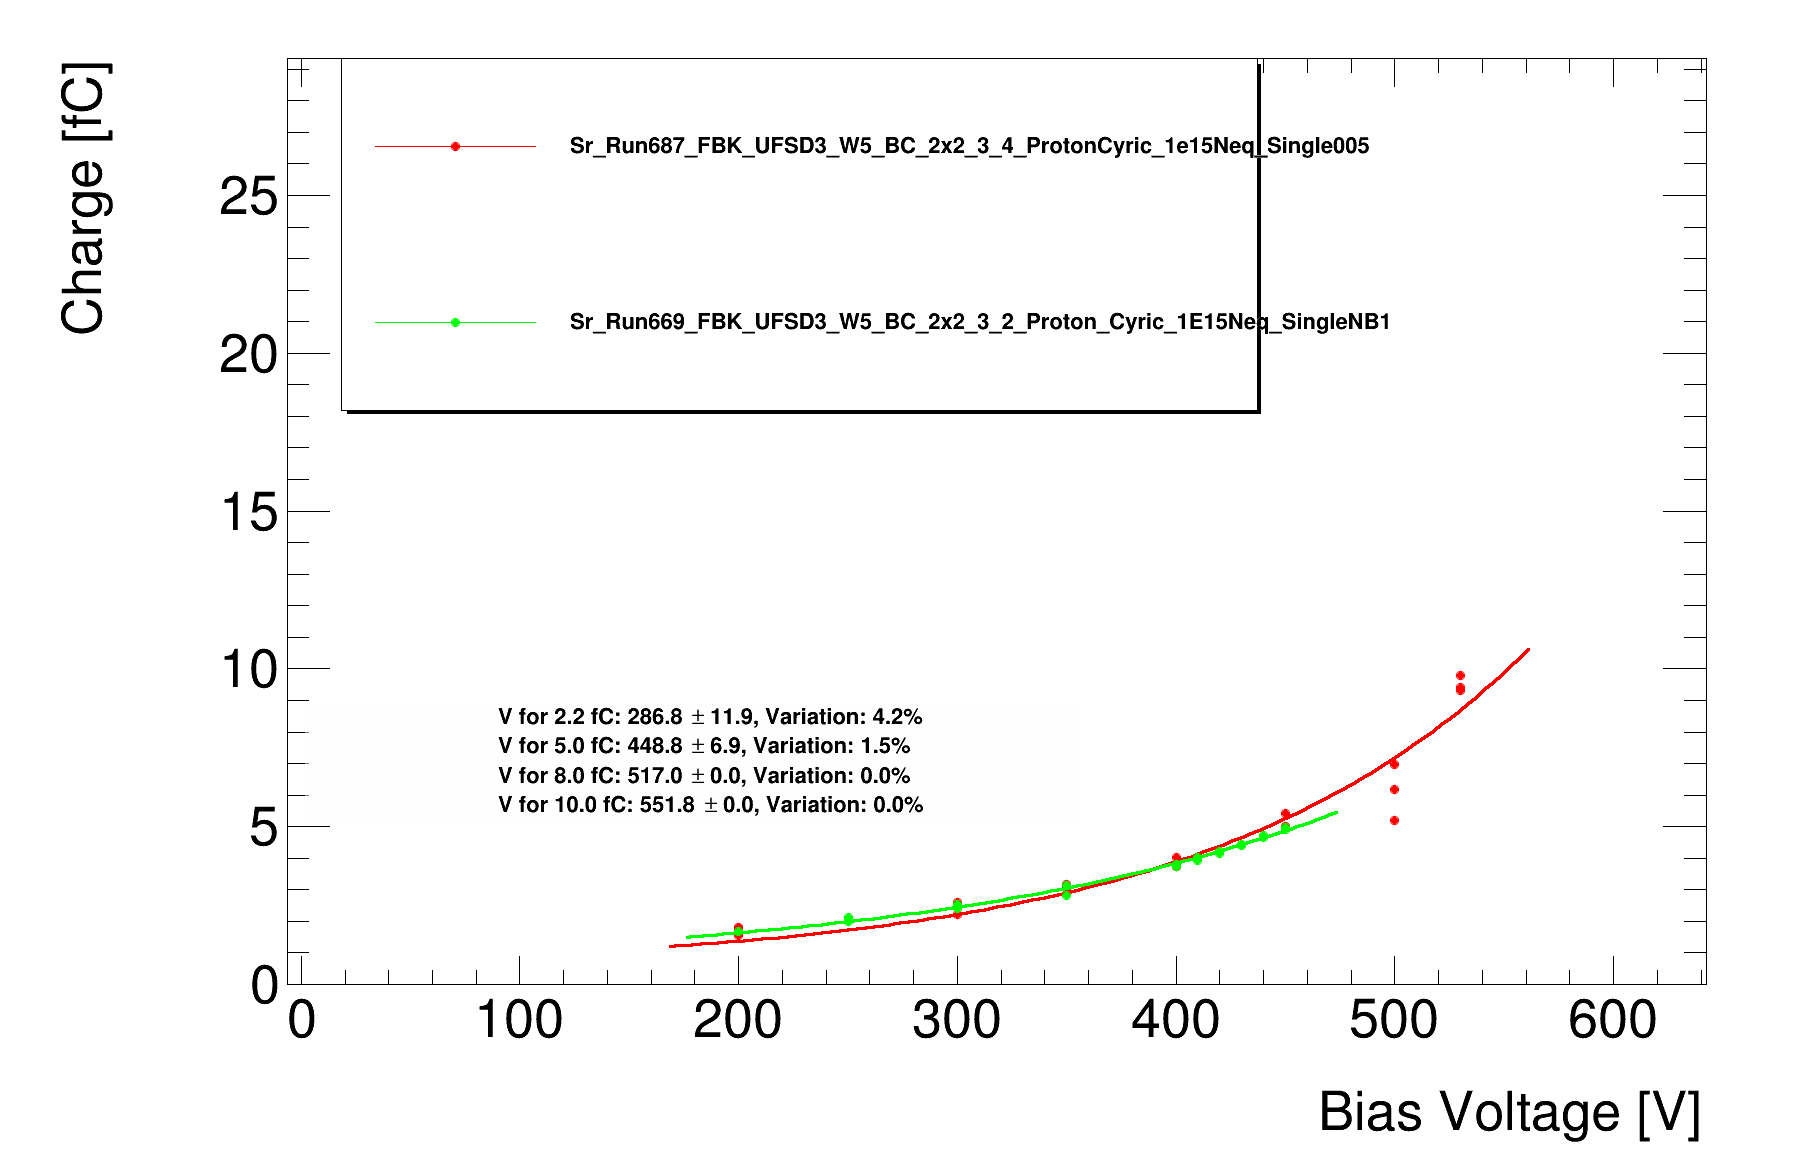 Charge [fC]
25
20
15
10
5
0
Sr_Run687_FBK_UFSD3_W5_BC_2x2_3_4_ProtonCyric_1e15Neq_Single005
Sr_Run669_FBK_UFSD3_W5_BC_2x2_3_2_Proton_Cyric_1E15Neq_SingleNB1
V for 2.2 fC: 286.8 ± 11.9, Variation: 4.2%
V for 5.0 fC: 448.8 ± 6.9, Variation: 1.5%
V for 8.0 fC: 517.0 ± 0.0, Variation: 0.0%
V for 10.0 fC: 551.8 ± 0.0, Variation: 0.0%
0 100 200 300 400 500 600
Bias Voltage [V]